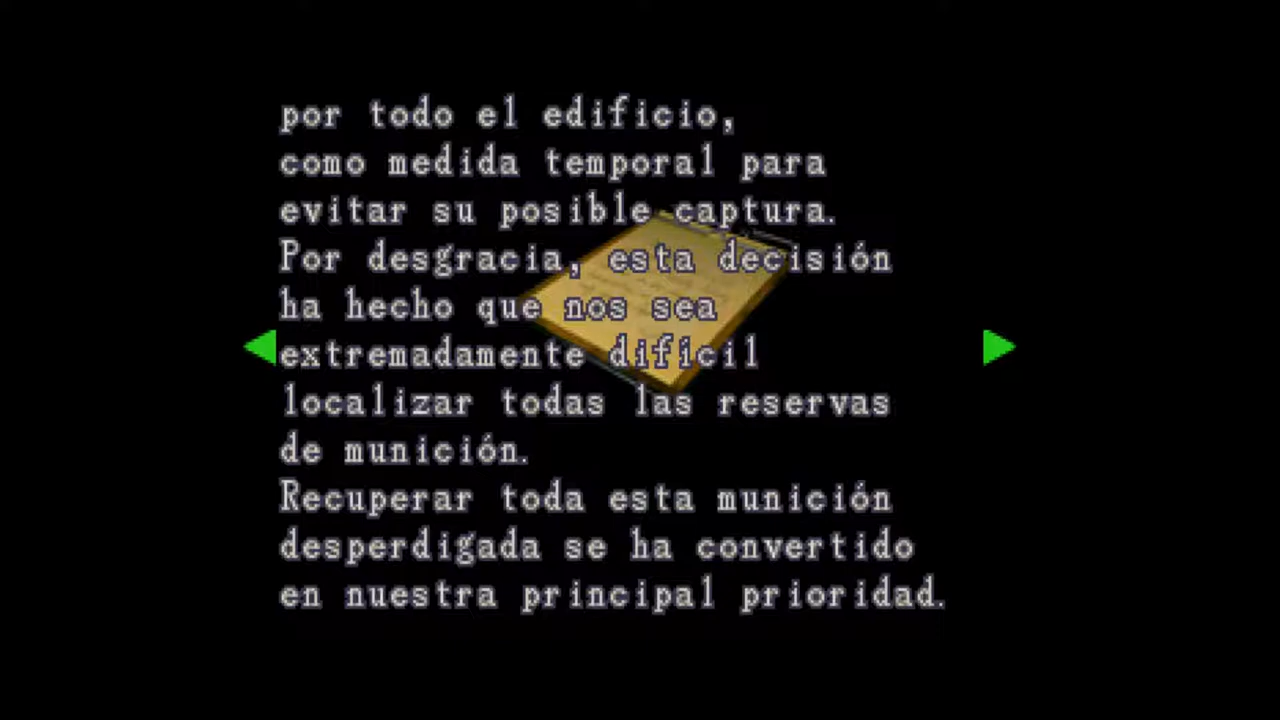 por todo el edificio,
como medida temporal para
evitar su posible captura.
Por desgracia, esta decisión
ha hecho que nos sea
extremadamente difícil
localizar todas las reservas
de munición.
Recuperar toda esta munición
desperdigada se ha convertido
en nuestra principal prioridad.